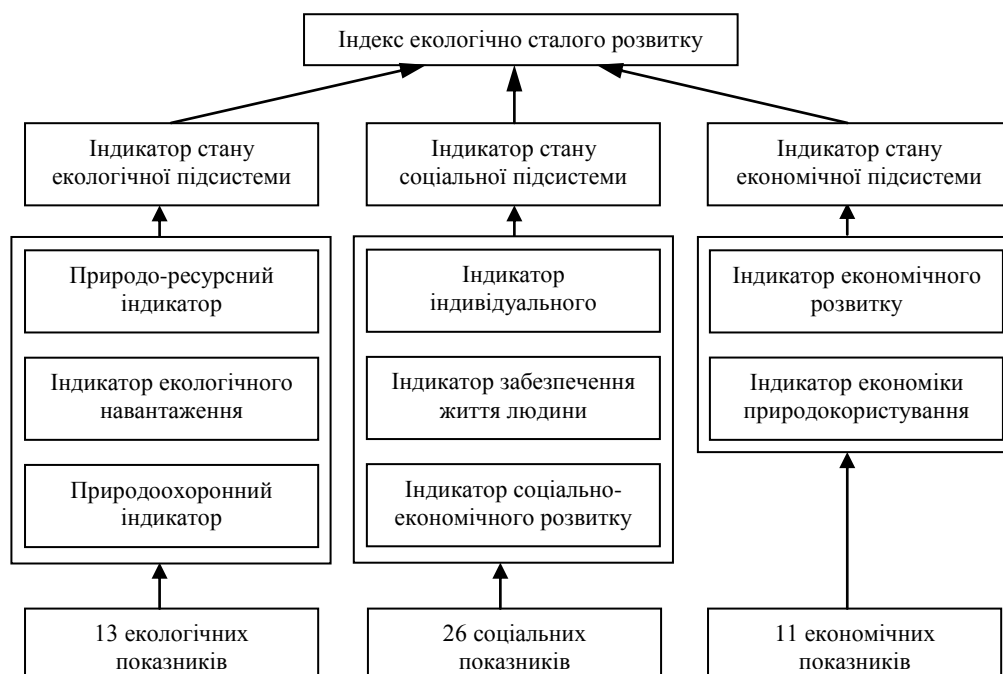 Індекс екологічно сталого розвитку
Індикатор стану
екологічної підсистеми
Індикатор стану
соціальної підсистеми
Індикатор стану
економічної підсистеми
Природо-ресурсний
індикатор
Індикатор екологічного
навантаження
Природоохоронний
індикатор
Індикатор
індивідуального
Індикатор забезпечення
життя людини
Індикатор соціально-
економічного розвитку
Індикатор економічного
розвитку
Індикатор економіки
природокористування
13 екологічних
показників
26 соціальних
показників
11 економічних
показників